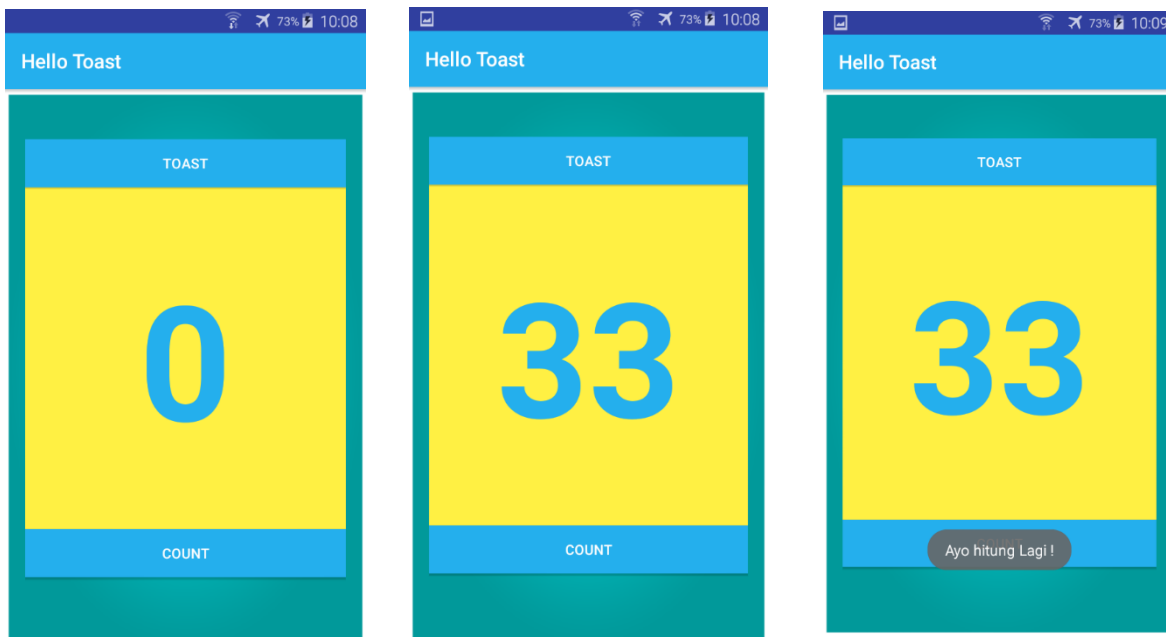 73% 10:08
Hello Toast
TOAST
0
COUNT
73% 10:08
Hello Toast
TOAST
33
COUNT
73% 10:09
Hello Toast
TOAST
33
COUNT
Ayo hitung Lagi !